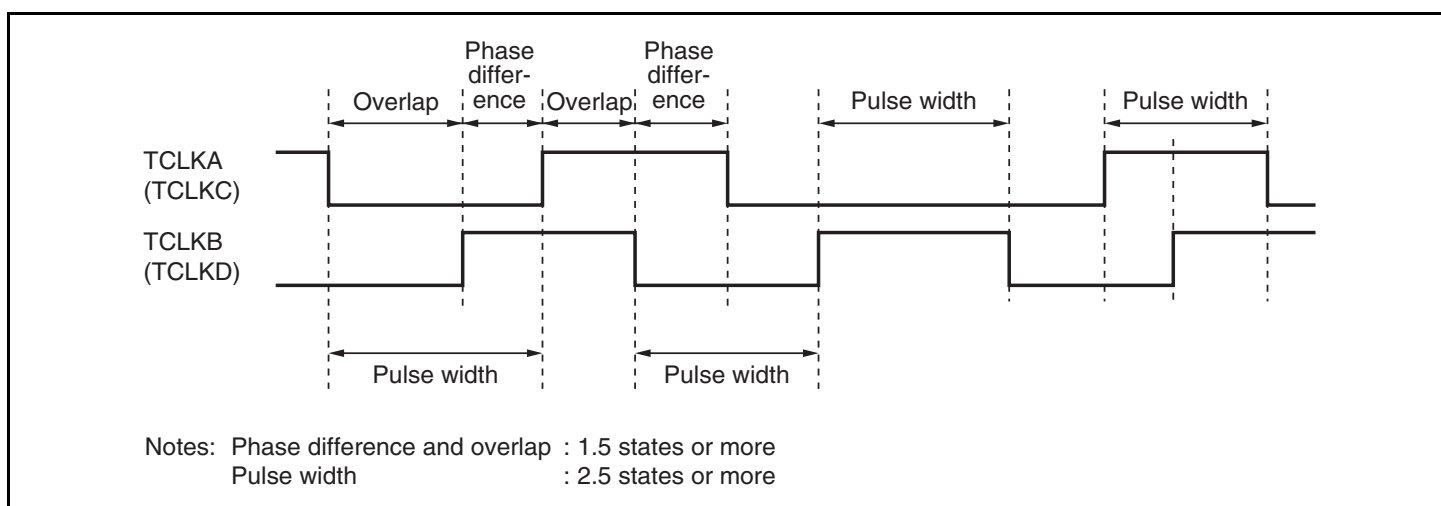 Phase
differ-
ence
Phase
differ-
ence
Overlap
Overlap
Pulse width
Pulse width
TCLKA
(TCLKC)
TCLKB
(TCLKD)
Pulse width
Pulse width
Notes: Phase difference and overlap : 1.5 states or more
Pulse width : 2.5 states or more